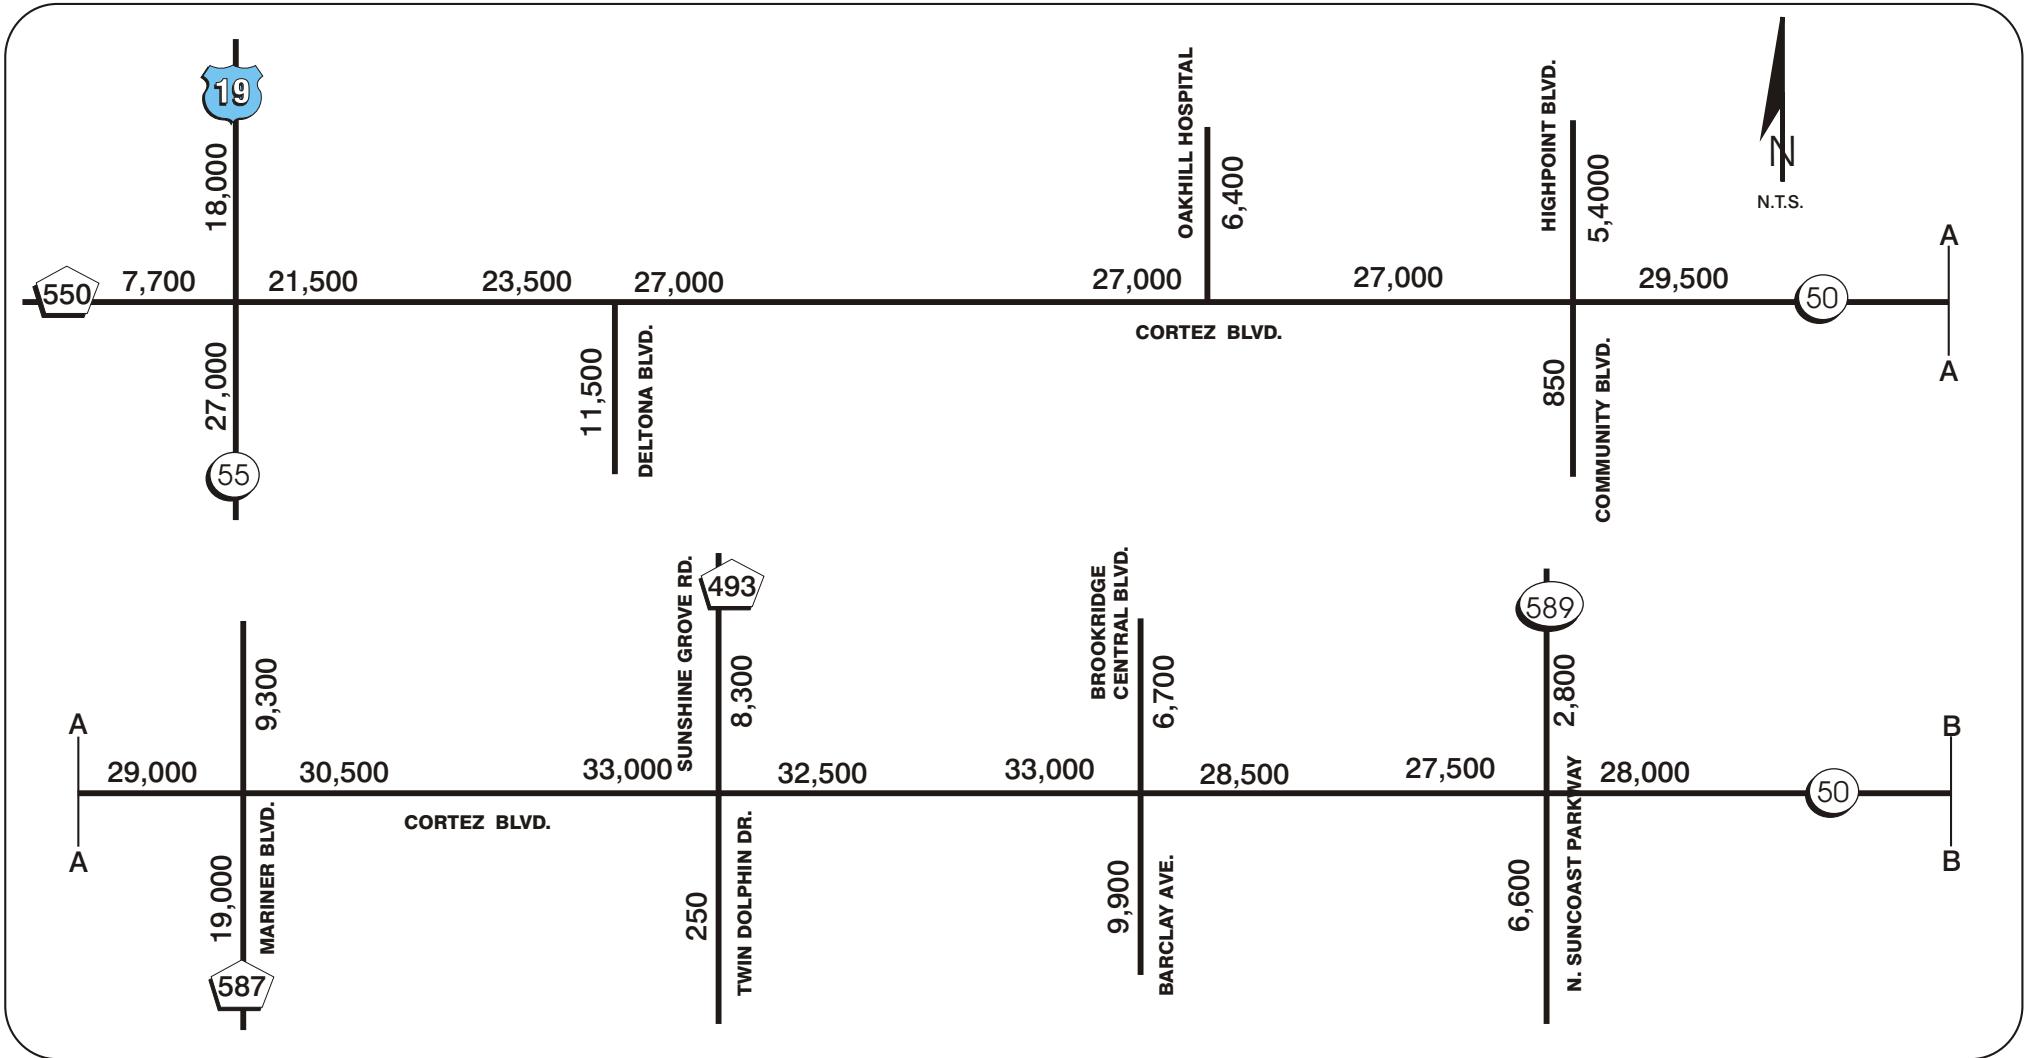 19
18,000
OAKHILL HOSPITAL
6,400
HIGHPOINT BLVD.
5,4000
N
N.T.S.
550
7,700
21,500
23,500
27,000
27,000
27,000
29,500
50
A
A
CORTEZ BLVD.
27,000
55
11,500
DELTONA BLVD.
850
COMMUNITY BLVD.
SUNSHINE GROVE RD.
493
BROOKRIDGE
CENTRAL BLVD.
589
9,300
8,300
6,700
2,800
A
A
29,000
30,500
33,000
32,500
33,000
28,500
27,500
28,000
50
B
B
CORTEZ BLVD.
19,000
MARINER BLVD.
587
250
TWIN DOLPHIN DR.
9,900
BARCLAY AVE.
6,600
N. SUNCOAST PARKWAY